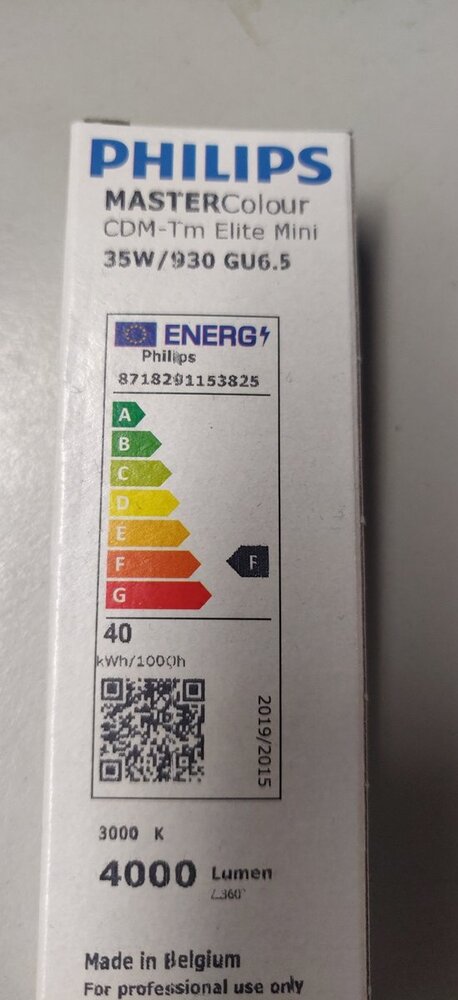 PHILIPS
MASTERColour
CDM-Tm Elite Mini
35W/930 GU6.5
ENERG
Philips
8718291153825
A
B
C
D
E
F F
G
40
kWh/1000h
2019/2015
3000 K
4000 Lumen
∠360°
Made in Belgium
For professional use only